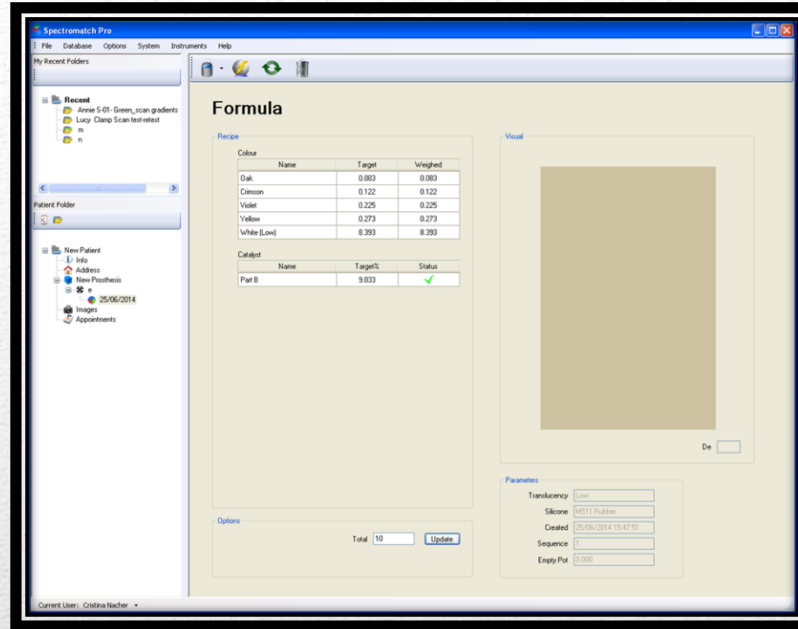 Spectromatch Pro
File Database Options System Instruments Help
My Recent Folders
Recent
Annie S-01- Green_scan gradients
Lucy Clamp Scan test-retest
m
n
Patient Folder
New Patient
Info
Address
New Prosthesis
e
25/06/2014
Images
Appointments
Formula
Recipe
Colour
Name Target Weighed
Oak 0.083 0.083
Crimson 0.122 0.122
Violet 0.225 0.225
Yellow 0.273 0.273
White (Low) 8.393 8.393
Catalyst
Name Target% Status
Part B 9.033
Options
Total 10 Update
Visual
De
Parameters
Translucency Low
Silicone M511 Rubber
Created 25/06/2014 15:47:51
Sequence 1
Empty Pot 0.000
Current User: Cristina Nacher